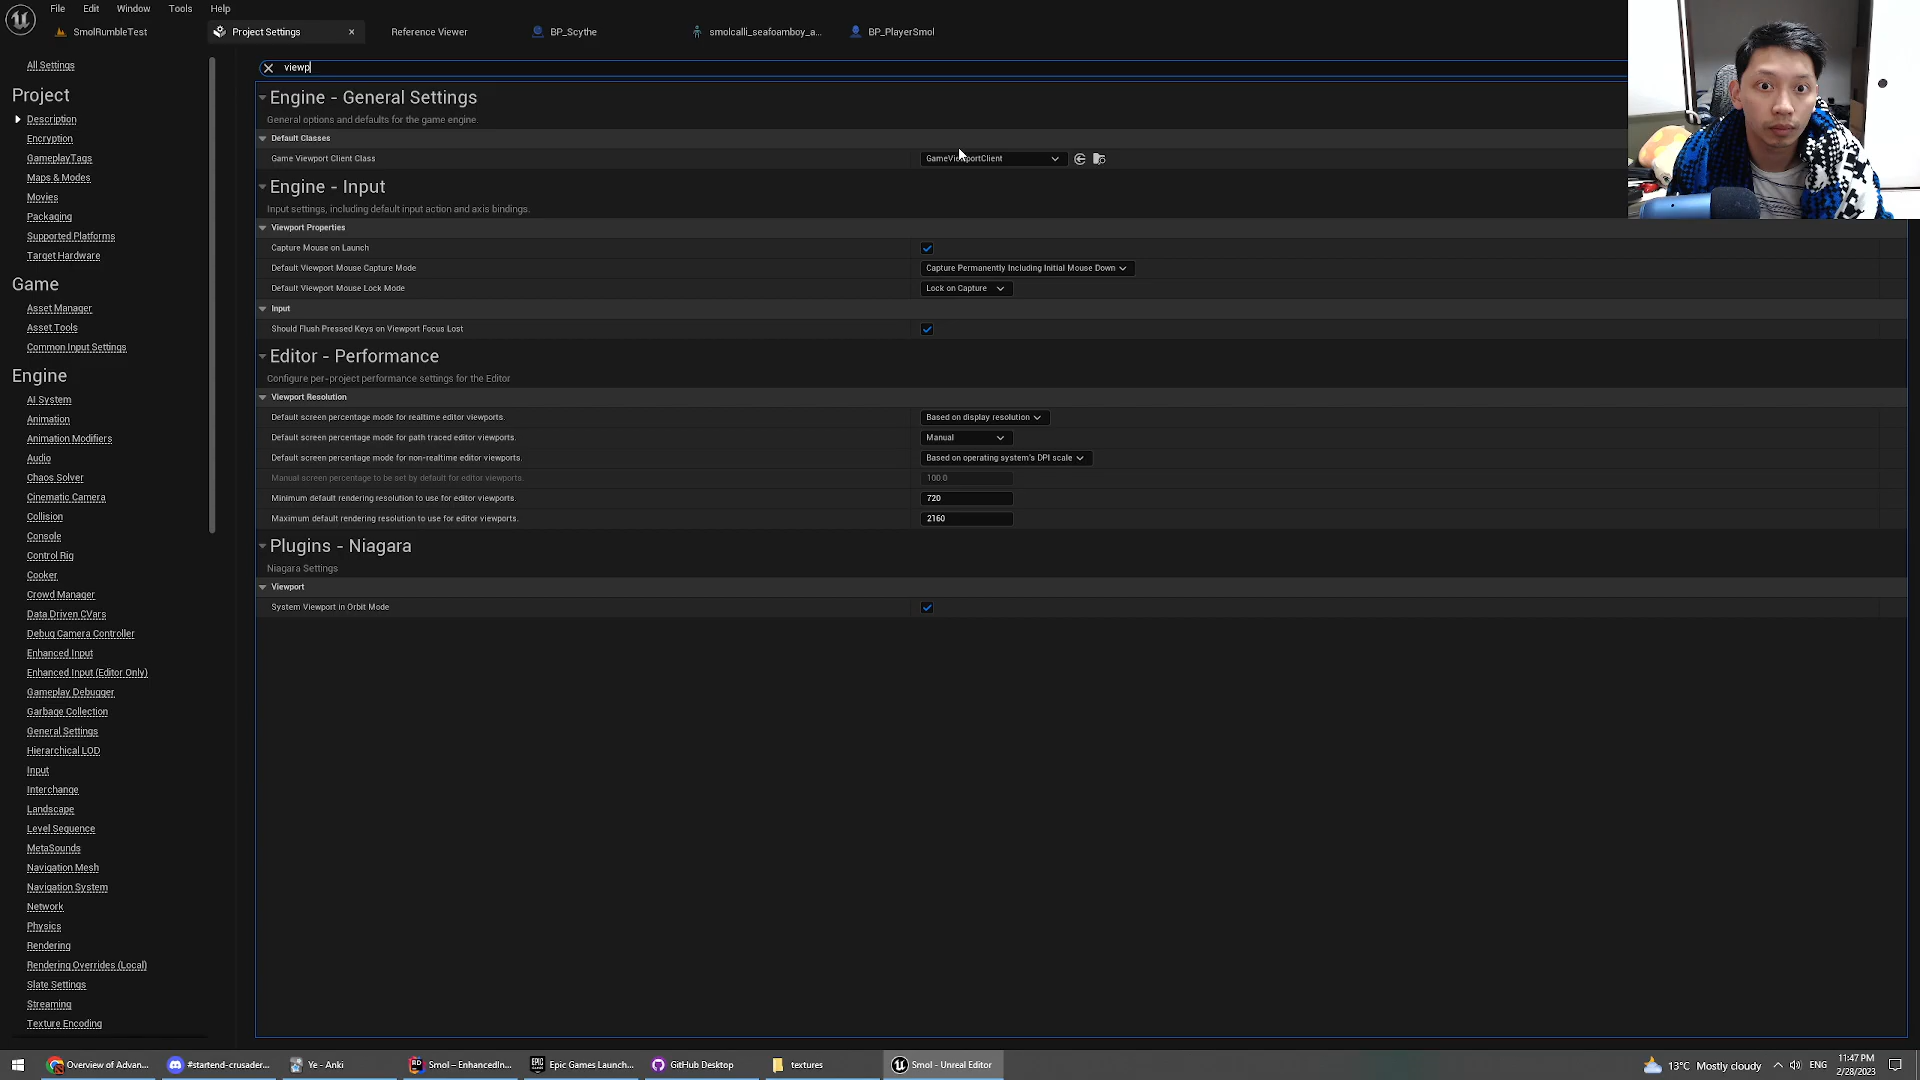 File Edit Window Tools Help
SmolRumbleTest Project Settings Reference Viewer BP_Scythe smolcalli_seafoamboy_a... BP_PlayerSmol
All Settings
Project
Description
Encryption
GameplayTags
Maps & Modes
Movies
Packaging
Supported Platforms
Target Hardware
Game
Asset Manager
Asset Tools
Common Input Settings
Engine
AI System
Animation
Animation Modifiers
Audio
Chaos Solver
Cinematic Camera
Collision
Console
Control Rig
Cooker
Crowd Manager
Data Driven CVars
Debug Camera Controller
Enhanced Input
Enhanced Input (Editor Only)
Gameplay Debugger
Garbage Collection
General Settings
Hierarchical LOD
Input
Interchange
Landscape
Level Sequence
MetaSounds
Navigation Mesh
Navigation System
Network
Physics
Rendering
Rendering Overrides (Local)
Slate Settings
Streaming
Texture Encoding
viewp
Engine - General Settings
General options and defaults for the game engine.
Default Classes
Game Viewport Client Class GameViewportClient
Engine - Input
Input settings, including default input action and axis bindings.
Viewport Properties
Capture Mouse on Launch
Default Viewport Mouse Capture Mode Capture Permanently Including Initial Mouse Down
Default Viewport Mouse Lock Mode Lock on Capture
Input
Should Flush Pressed Keys on Viewport Focus Lost
Editor - Performance
Configure per-project performance settings for the Editor
Viewport Resolution
Default screen percentage mode for realtime editor viewports. Based on display resolution
Default screen percentage mode for path traced editor viewports. Manual
Default screen percentage mode for non-realtime editor viewports. Based on operating system's DPI scale
Manual screen percentage to be set by default for editor viewports. 100.0
Minimum default rendering resolution to use for editor viewports. 720
Maximum default rendering resolution to use for editor viewports. 2160
Plugins - Niagara
Niagara Settings
Viewport
System Viewport in Orbit Mode
Overview of Advan... #startend-crusader... Ye - Anki Smol – EnhancedIn... Epic Games Launch... GitHub Desktop textures Smol - Unreal Editor 13°C Mostly cloudy ENG 11:47 PM
2/28/2023